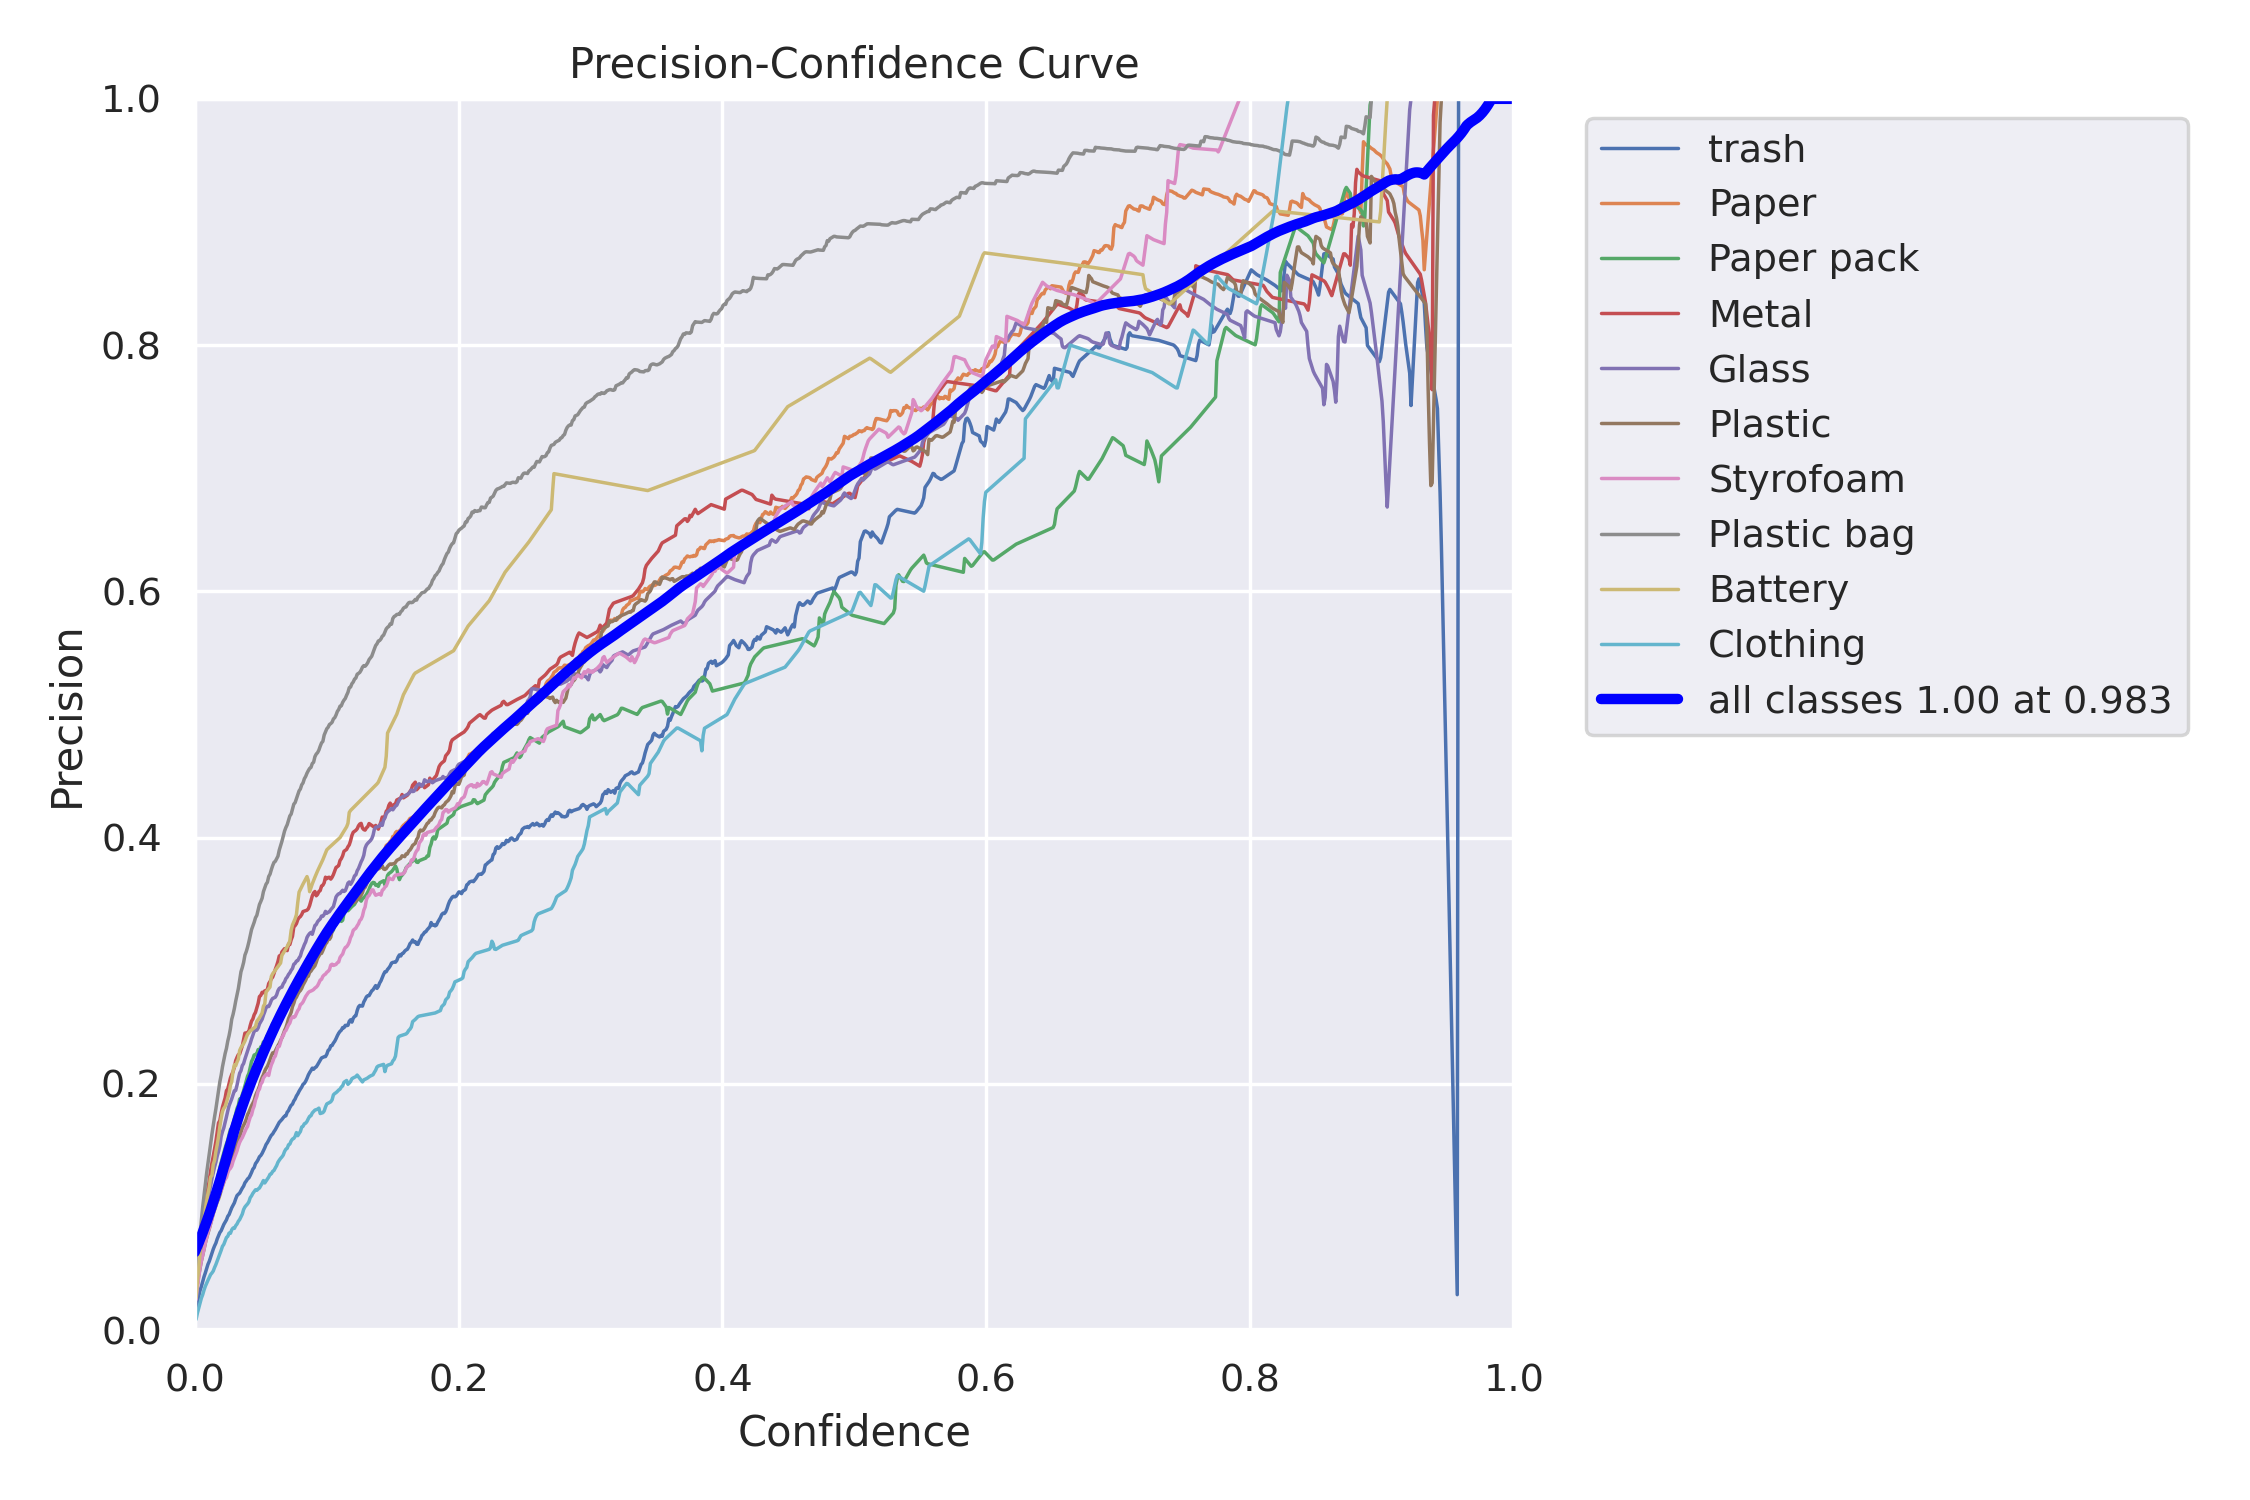 Precision-Confidence Curve
1.0
0.8
0.6
0.4
0.2
0.0
Precision
0.0 0.2 0.4 0.6 0.8 1.0
Confidence
trash
Paper
Paper pack
Metal
Glass
Plastic
Styrofoam
Plastic bag
Battery
Clothing
all classes 1.00 at 0.983